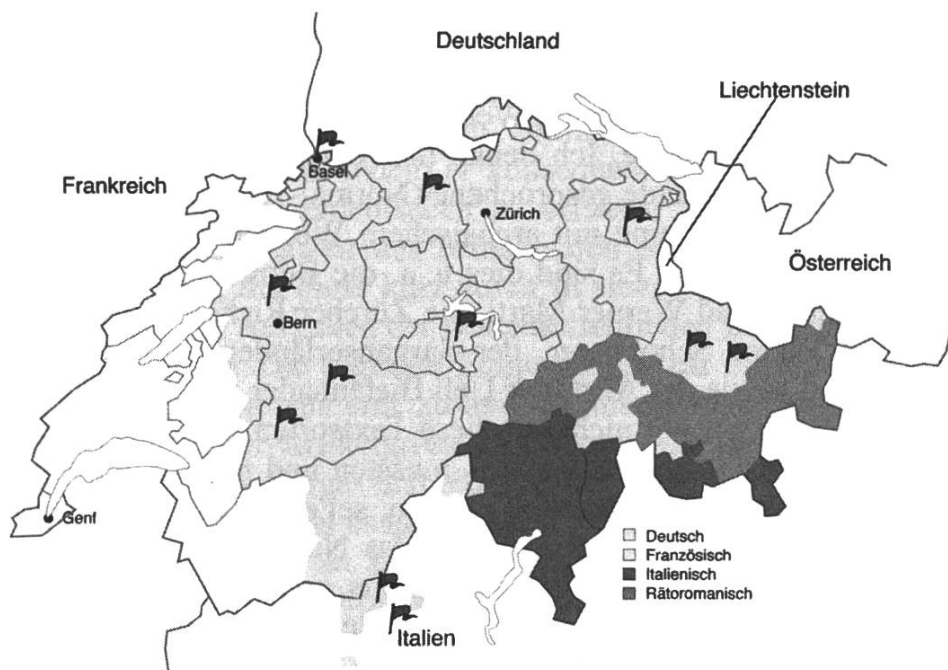 Deutschland
Liechtenstein
Basel
Frankreich
Zürich
Österreich
Bern
Genf
Deutsch
Französisch
Italienisch
Rätoromanisch
Italien